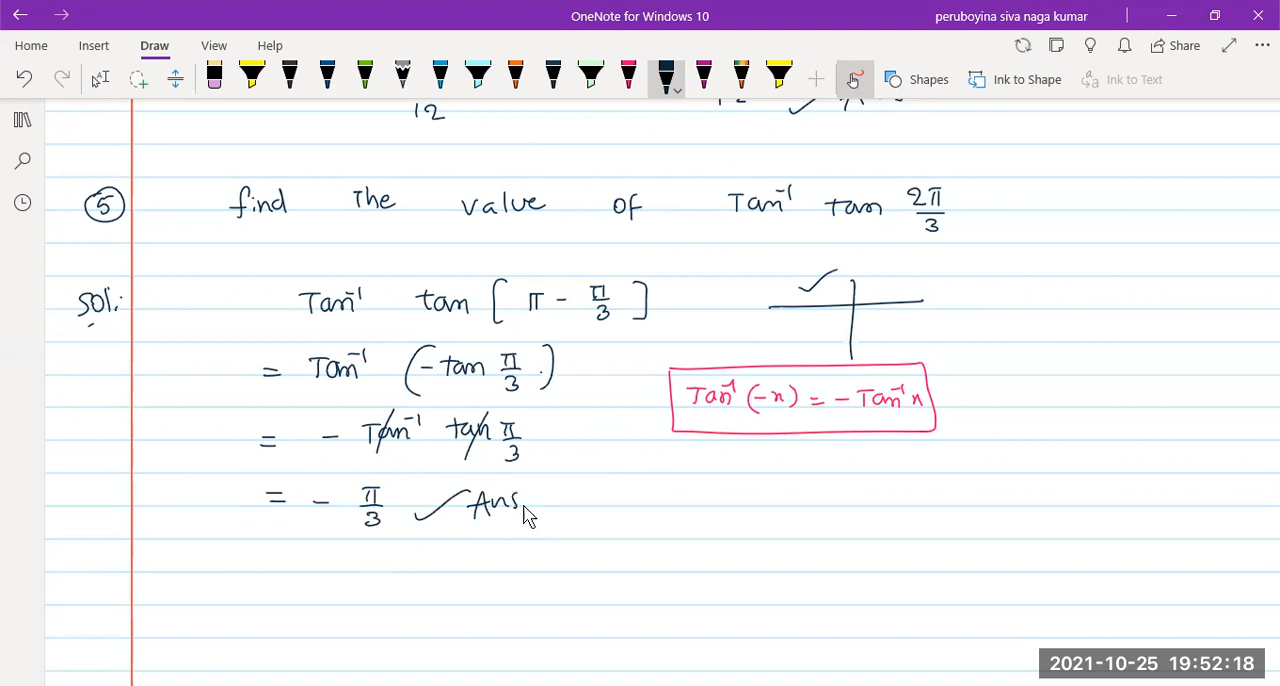 OneNote for Windows 10
peruboyina siva naga kumar
Home Insert Draw View Help
Share
Shapes Ink to Shape Ink to Text
12
⑤ find the value of Tan⁻¹ tan 2π/3
Sol: Tan⁻¹ tan [ π - π/3 ]
= Tan⁻¹ (-tan π/3 .)
Tan⁻¹ (-x) = - Tan⁻¹ x
= - Tan⁻¹ tan π/3
= - π/3 ✓ Ans
2021-10-25 19:52:18